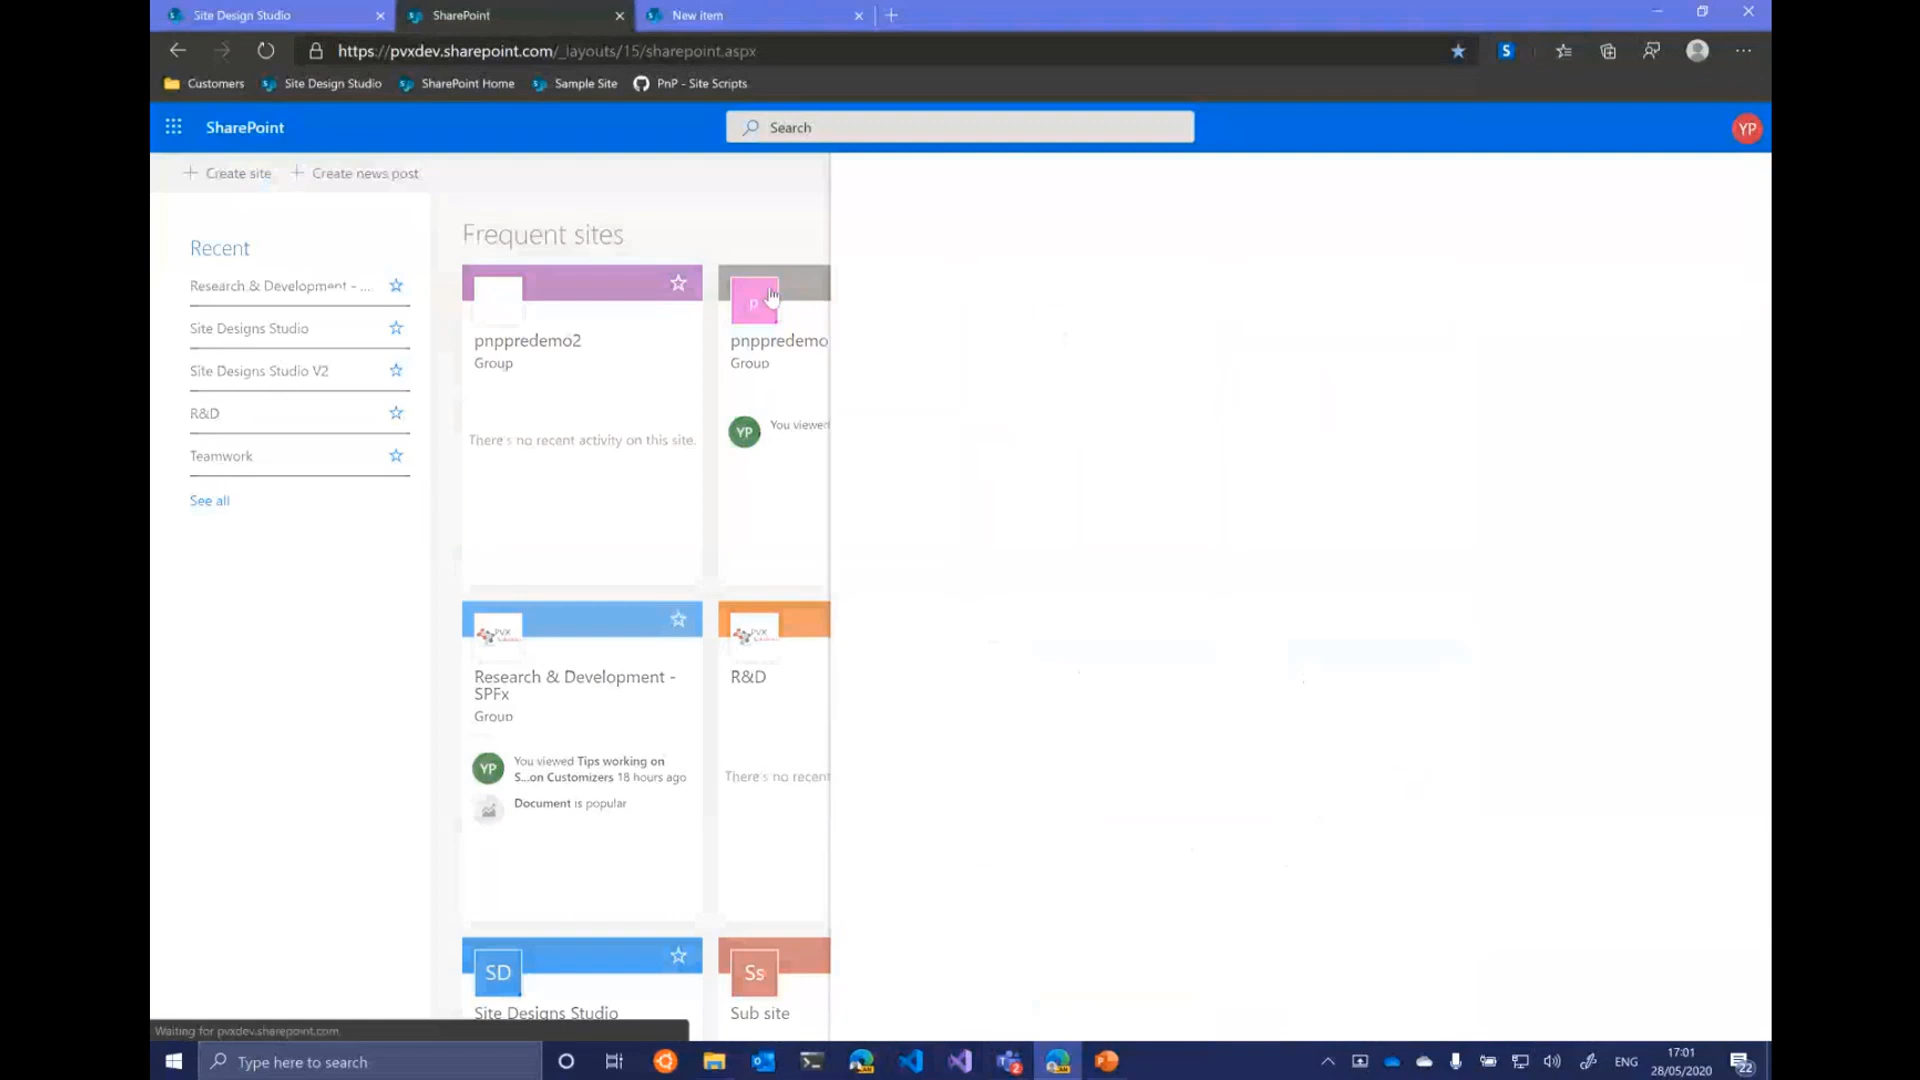 Site Design Studio
SharePoint
New item
https://pvxdev.sharepoint.com/_layouts/15/sharepoint.aspx
S
Customers
Site Design Studio
SharePoint Home
Sample Site
PnP - Site Scripts
SharePoint
Search
YP
Create site
Create news post
Recent
Research & Development - ...
Site Designs Studio
Site Designs Studio V2
R&D
Teamwork
See all
Frequent sites
pnppredemo2
Group
There's no recent activity on this site.
p
pnppredemo
Group
YP
You viewed
PVX
Research & Development -
SPFx
Group
YP
You viewed Tips working on
S...on Customizers 18 hours ago
Document is popular
PVX
R&D
There's no recent
SD
Site Designs Studio
Ss
Sub site
Waiting for pvxdev.sharepoint.com.
Type here to search
2
ENG
17:01
28/05/2020
22